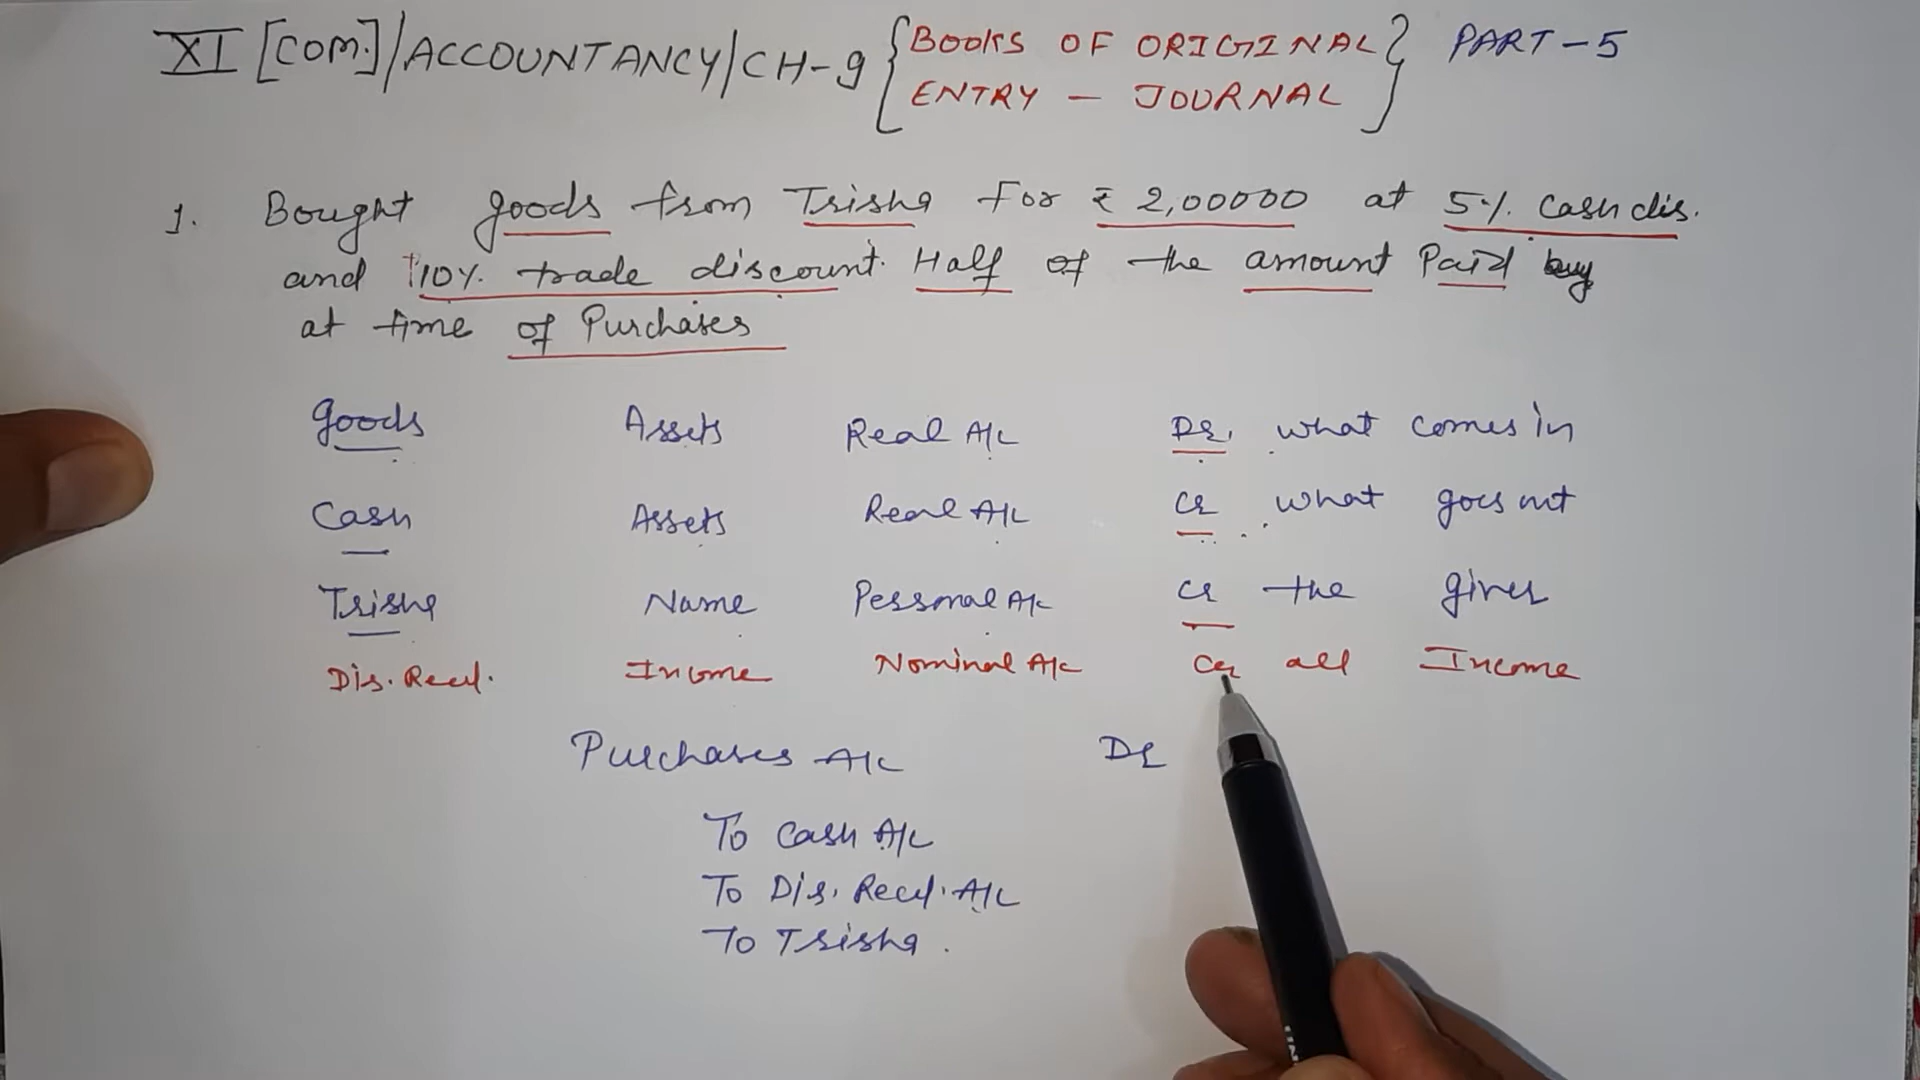 XI [COM.]/ACCOUNTANCY/CH-9 {BOOKS OF ORIGINAL ENTRY - JOURNAL} PART-5
1. Bought goods from Trisha For ₹ 2,00000 at 5%. Cash dis.
and 10%. trade discount. Half of the amount Paid
at time of Purchases
Goods Assets Real A/c Dr. what comes in
Cash Assets Real A/c Cr. what goes out
Trisha Name Personal A/c Cr the giver
Dis. Recd. Income Nominal A/c Cr all Income
Purchases A/c Dr
To Cash A/c
To Dis. Recd. A/c
To Trisha.